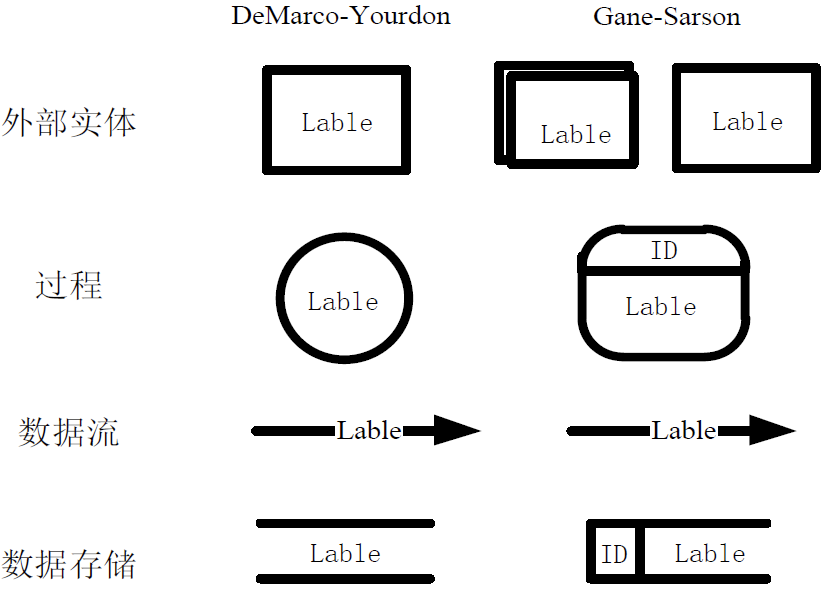 DeMarco-Yourdon Gane-Sarson
外部实体 Lable Lable Lable
ID
过程 Lable Lable
数据流 Lable Lable
数据存储 Lable ID Lable